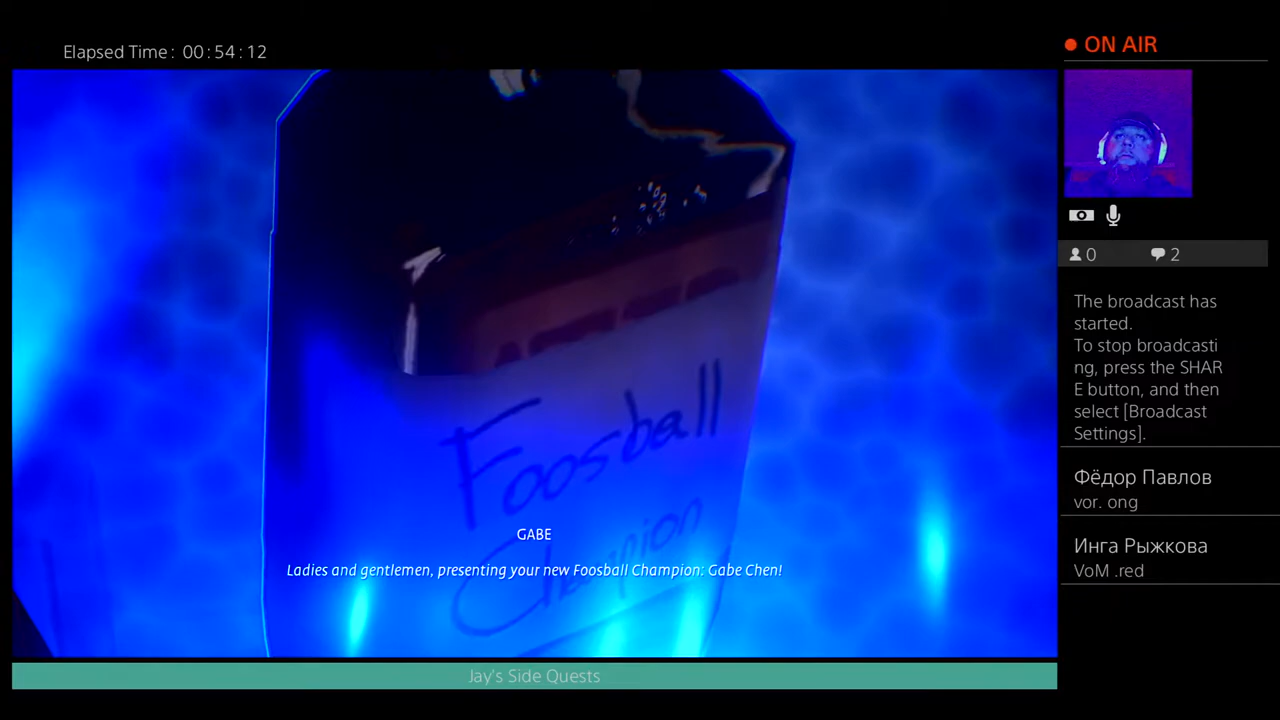 Elapsed Time: 00:54:12
ON AIR
0 2
The broadcast has
started.
To stop broadcasti
ng, press the SHAR
E button, and then
select [Broadcast
Settings].
Фёдор Павлов
vor. ong
Инга Рыжкова
VoM .red
Foosball
Champion
GABE
Ladies and gentlemen, presenting your new Foosball Champion: Gabe Chen!
Jay's Side Quests